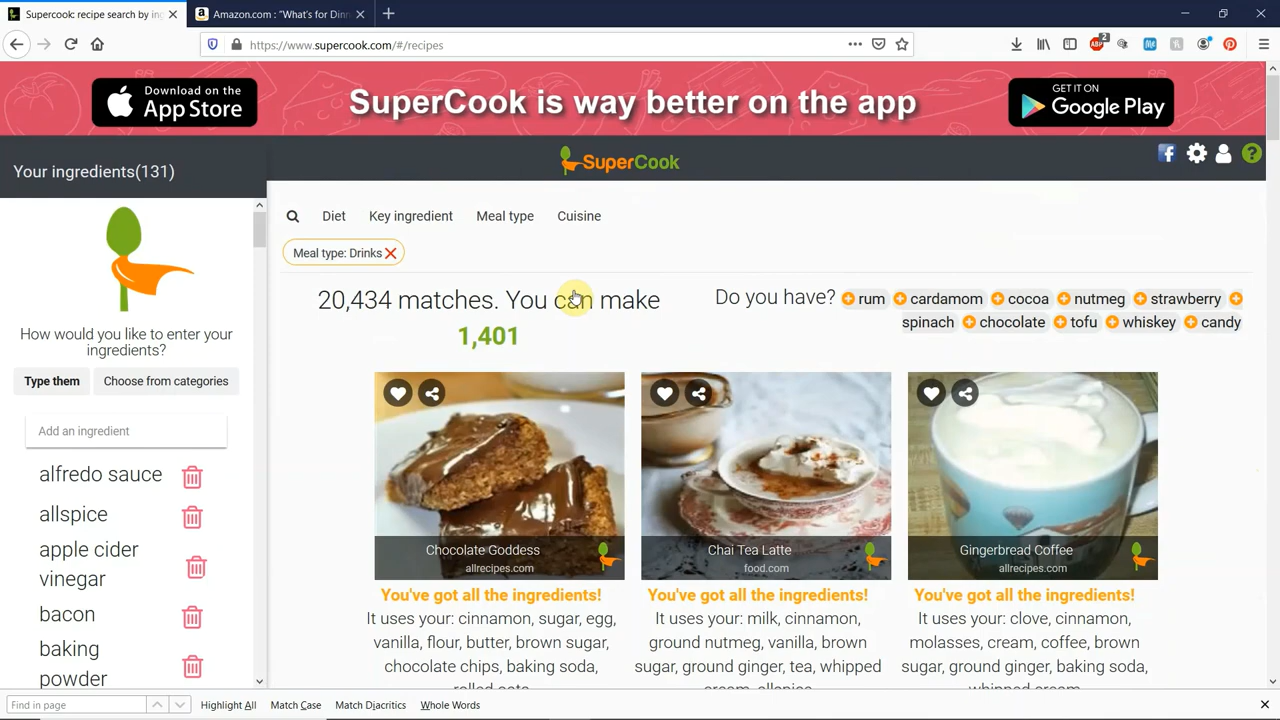 Supercook: recipe search by in
Amazon.com : "What's for Dinn
https://www.supercook.com/#/recipes
2
Download on the
App Store
SuperCook is way better on the app
GET IT ON
Google Play
Your ingredients(131)
SuperCook
How would you like to enter your
ingredients?
Type them
Choose from categories
Add an ingredient
alfredo sauce
allspice
apple cider
vinegar
bacon
baking
powder
Diet
Key ingredient
Meal type
Cuisine
Meal type: Drinks
20,434 matches. You can make
1,401
Do you have? rum cardamom cocoa nutmeg strawberry
spinach chocolate tofu whiskey candy
Chocolate Goddess
allrecipes.com
You've got all the ingredients!
It uses your: cinnamon, sugar, egg,
vanilla, flour, butter, brown sugar,
chocolate chips, baking soda,
rolled oats
Chai Tea Latte
food.com
You've got all the ingredients!
It uses your: milk, cinnamon,
ground nutmeg, vanilla, brown
sugar, ground ginger, tea, whipped
cream, allspice
Gingerbread Coffee
allrecipes.com
You've got all the ingredients!
It uses your: clove, cinnamon,
molasses, cream, coffee, brown
sugar, ground ginger, baking soda,
whipped cream
Find in page
Highlight All
Match Case
Match Diacritics
Whole Words